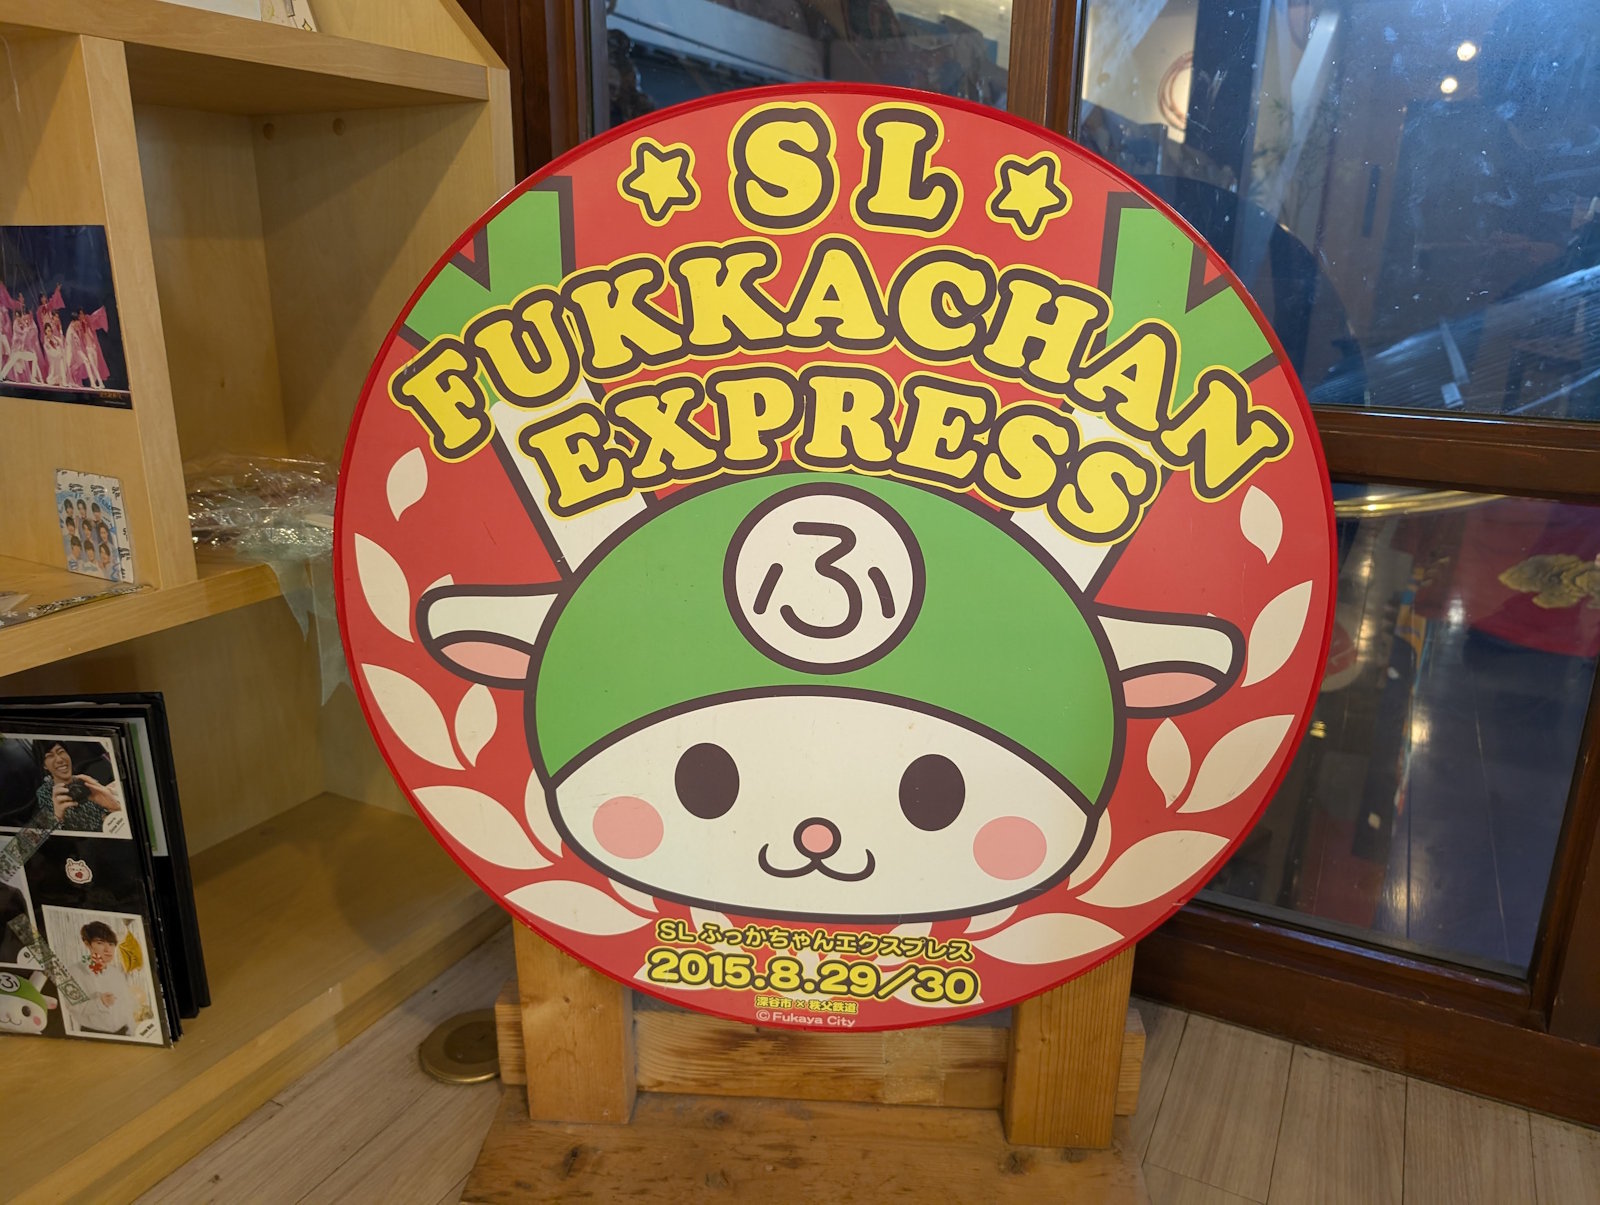 SL
FUKKACHAN
EXPRESS
ふ
SL ふっかちゃんエクスプレス
2015.8.29/30
深谷市 × 秩父鉄道
© Fukaya City